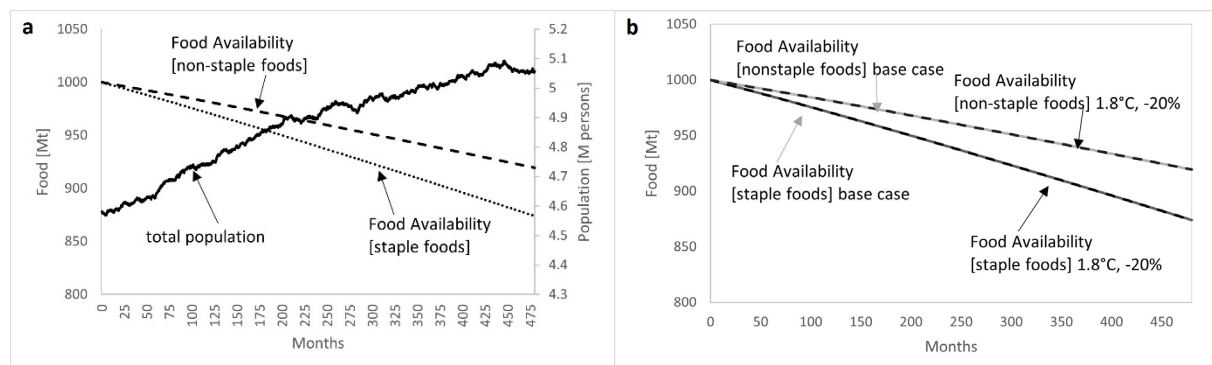 a
1050
1000
950
900
850
800
Food [Mt]
Food Availability
[non-staple foods]
total population
Food Availability
[staple foods]
5.2
5.1
5
4.9
4.8
4.7
4.6
4.5
4.4
4.3
Population [M persons]
0
25
50
75
100
125
150
175
200
225
250
275
300
325
350
375
400
425
450
475
Months
b
1050
1000
950
900
850
800
Food [Mt]
Food Availability
[nonstaple foods] base case
Food Availability
[non-staple foods] 1.8°C, -20%
Food Availability
[staple foods] base case
Food Availability
[staple foods] 1.8°C, -20%
0 50 100 150 200 250 300 350 400 450
Months